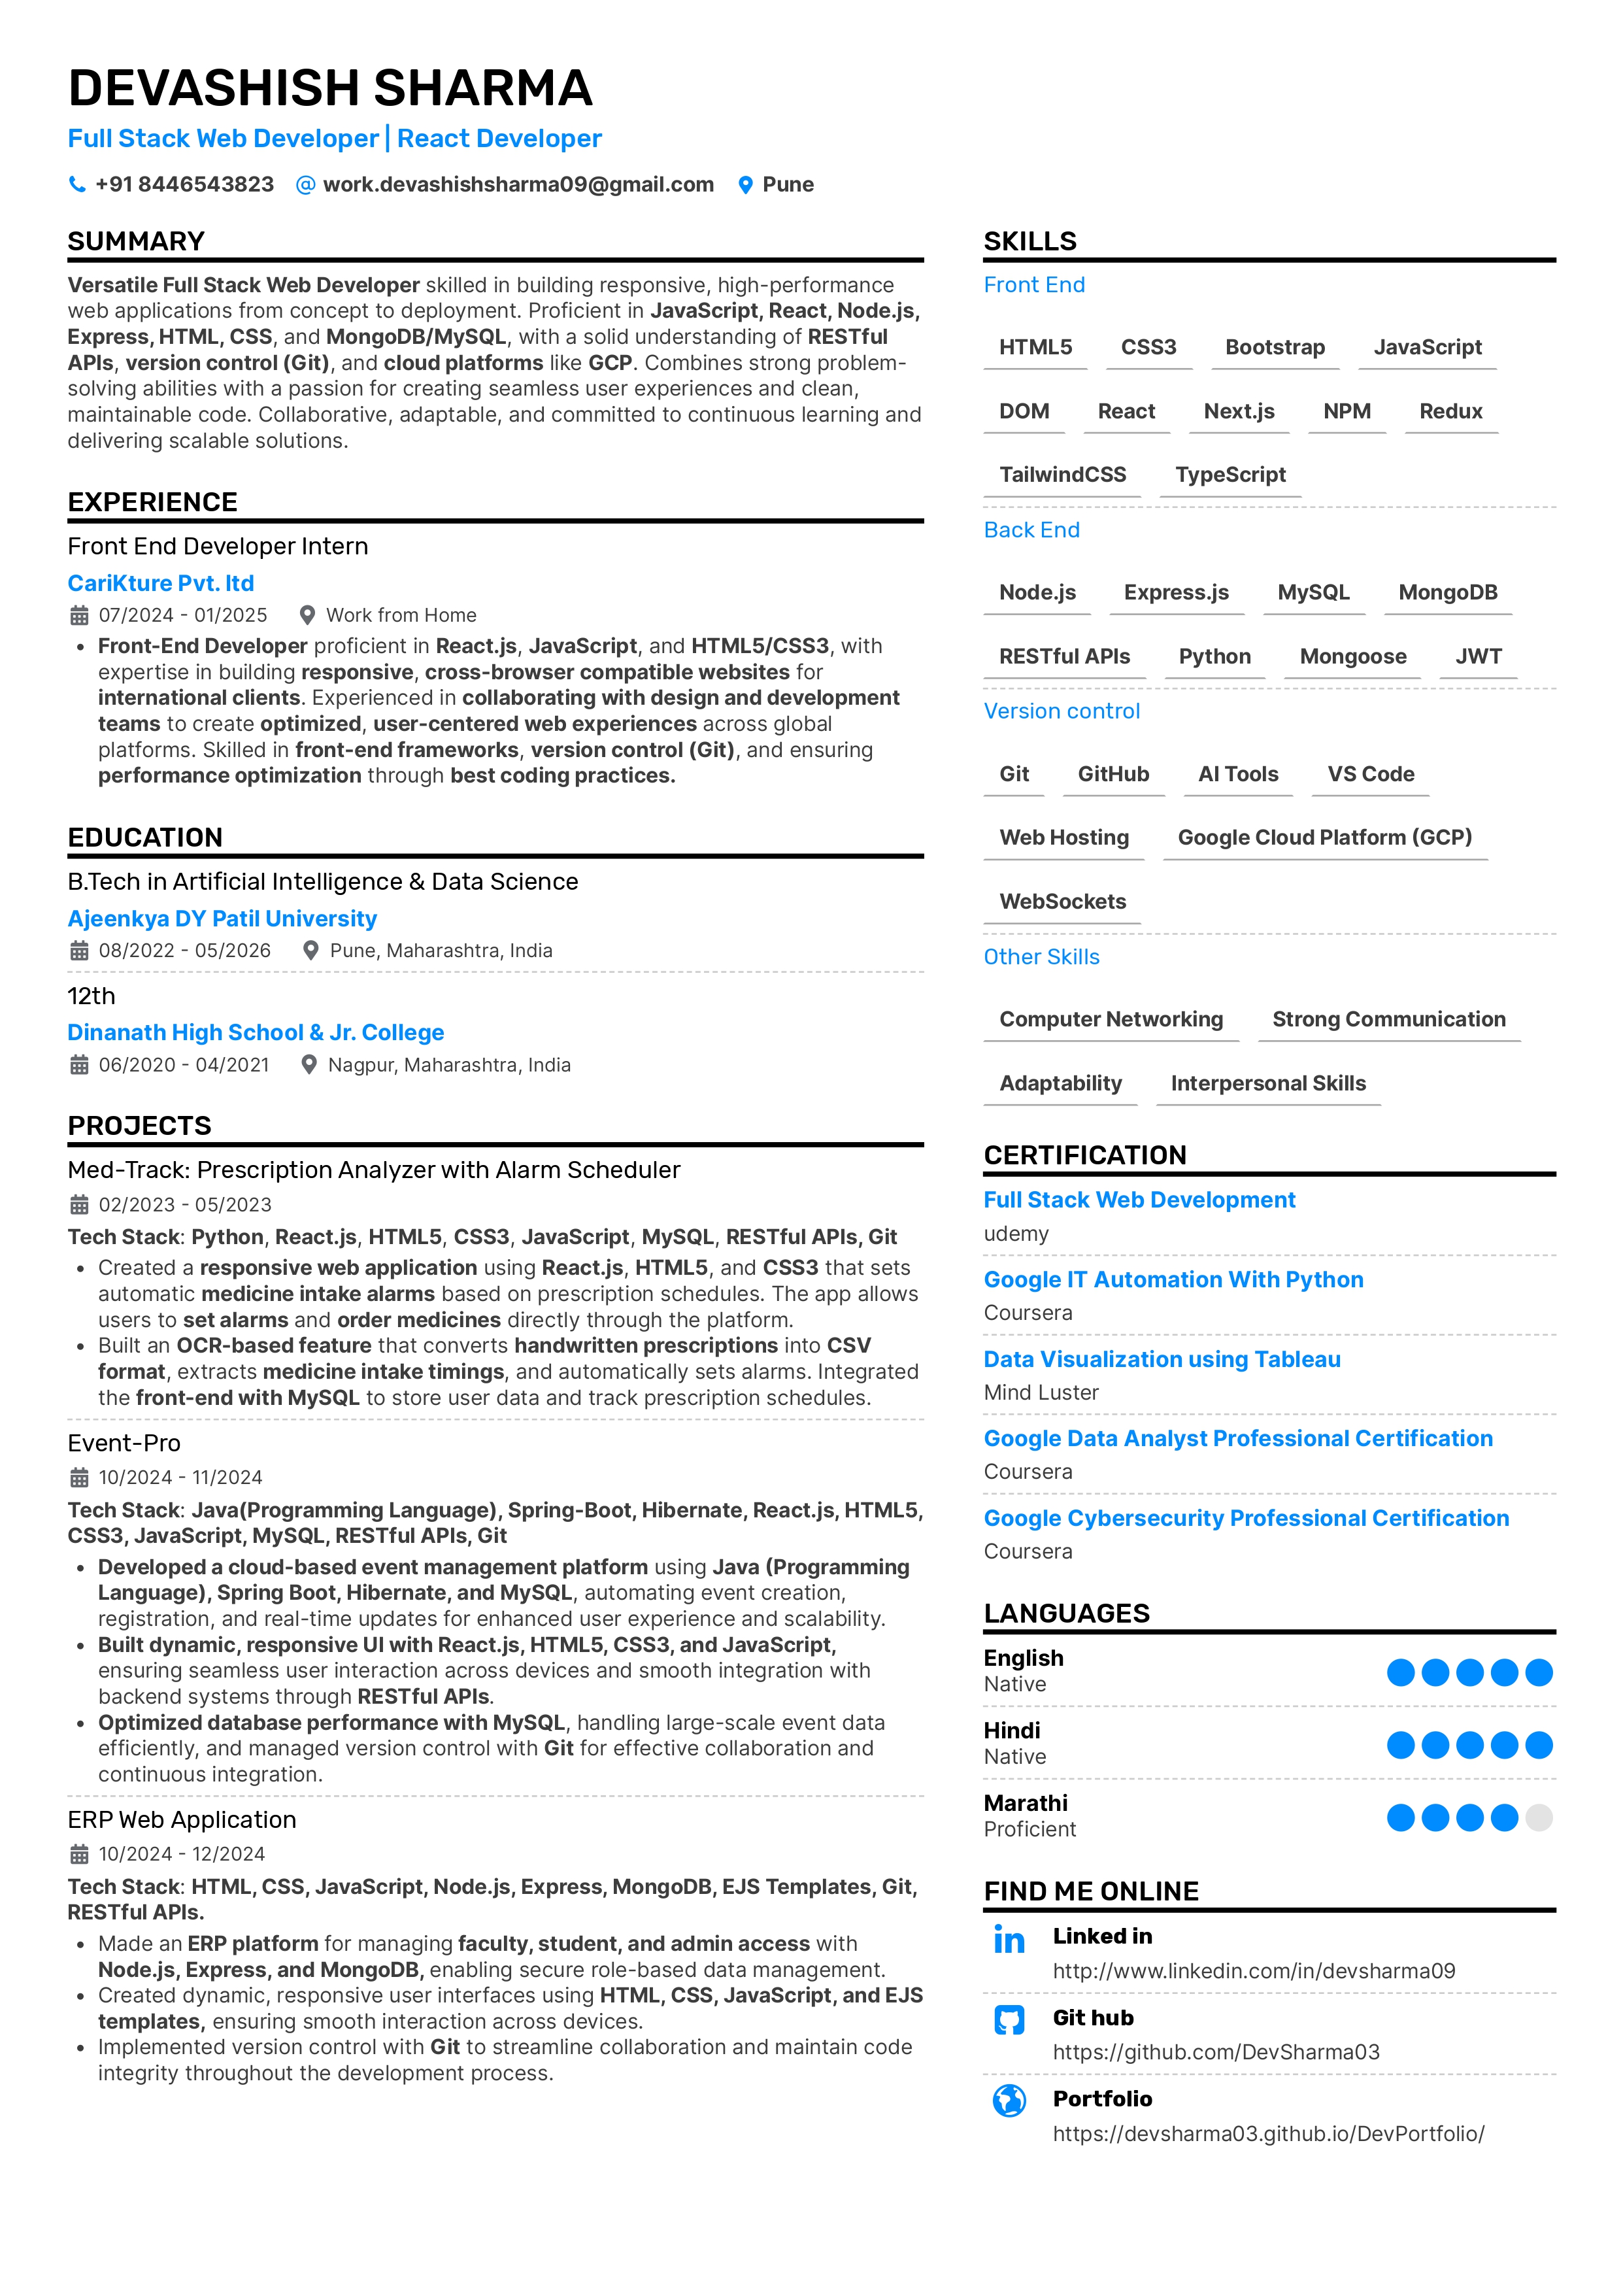 DEVASHISH SHARMA
Full Stack Web Developer | React Developer
+91 8446543823 @ work.devashishsharma09@gmail.com Pune
SUMMARY
Versatile Full Stack Web Developer skilled in building responsive, high-performance
web applications from concept to deployment. Proficient in JavaScript, React, Node.js,
Express, HTML, CSS, and MongoDB/MySQL, with a solid understanding of RESTful
APIs, version control (Git), and cloud platforms like GCP. Combines strong problem-
solving abilities with a passion for creating seamless user experiences and clean,
maintainable code. Collaborative, adaptable, and committed to continuous learning and
delivering scalable solutions.
EXPERIENCE
Front End Developer Intern
CariKture Pvt. ltd
07/2024 - 01/2025 Work from Home
• Front-End Developer proficient in React.js, JavaScript, and HTML5/CSS3, with
expertise in building responsive, cross-browser compatible websites for
international clients. Experienced in collaborating with design and development
teams to create optimized, user-centered web experiences across global
platforms. Skilled in front-end frameworks, version control (Git), and ensuring
performance optimization through best coding practices.
EDUCATION
B.Tech in Artificial Intelligence & Data Science
Ajeenkya DY Patil University
08/2022 - 05/2026 Pune, Maharashtra, India
12th
Dinanath High School & Jr. College
06/2020 - 04/2021 Nagpur, Maharashtra, India
PROJECTS
Med-Track: Prescription Analyzer with Alarm Scheduler
02/2023 - 05/2023
Tech Stack: Python, React.js, HTML5, CSS3, JavaScript, MySQL, RESTful APIs, Git
• Created a responsive web application using React.js, HTML5, and CSS3 that sets
automatic medicine intake alarms based on prescription schedules. The app allows
users to set alarms and order medicines directly through the platform.
• Built an OCR-based feature that converts handwritten prescriptions into CSV
format, extracts medicine intake timings, and automatically sets alarms. Integrated
the front-end with MySQL to store user data and track prescription schedules.
Event-Pro
10/2024 - 11/2024
Tech Stack: Java(Programming Language), Spring-Boot, Hibernate, React.js, HTML5,
CSS3, JavaScript, MySQL, RESTful APIs, Git
• Developed a cloud-based event management platform using Java (Programming
Language), Spring Boot, Hibernate, and MySQL, automating event creation,
registration, and real-time updates for enhanced user experience and scalability.
• Built dynamic, responsive UI with React.js, HTML5, CSS3, and JavaScript,
ensuring seamless user interaction across devices and smooth integration with
backend systems through RESTful APIs.
• Optimized database performance with MySQL, handling large-scale event data
efficiently, and managed version control with Git for effective collaboration and
continuous integration.
ERP Web Application
10/2024 - 12/2024
Tech Stack: HTML, CSS, JavaScript, Node.js, Express, MongoDB, EJS Templates, Git,
RESTful APIs.
• Made an ERP platform for managing faculty, student, and admin access with
Node.js, Express, and MongoDB, enabling secure role-based data management.
• Created dynamic, responsive user interfaces using HTML, CSS, JavaScript, and EJS
templates, ensuring smooth interaction across devices.
• Implemented version control with Git to streamline collaboration and maintain code
integrity throughout the development process.
SKILLS
Front End
HTML5 CSS3 Bootstrap JavaScript
DOM React Next.js NPM Redux
TailwindCSS TypeScript
Back End
Node.js Express.js MySQL MongoDB
RESTful APIs Python Mongoose JWT
Version control
Git GitHub AI Tools VS Code
Web Hosting Google Cloud Platform (GCP)
WebSockets
Other Skills
Computer Networking Strong Communication
Adaptability Interpersonal Skills
CERTIFICATION
Full Stack Web Development
udemy
Google IT Automation With Python
Coursera
Data Visualization using Tableau
Mind Luster
Google Data Analyst Professional Certification
Coursera
Google Cybersecurity Professional Certification
Coursera
LANGUAGES
English
Native
Hindi
Native
Marathi
Proficient
FIND ME ONLINE
in Linked in
http://www.linkedin.com/in/devsharma09
Git hub
https://github.com/DevSharma03
Portfolio
https://devsharma03.github.io/DevPortfolio/